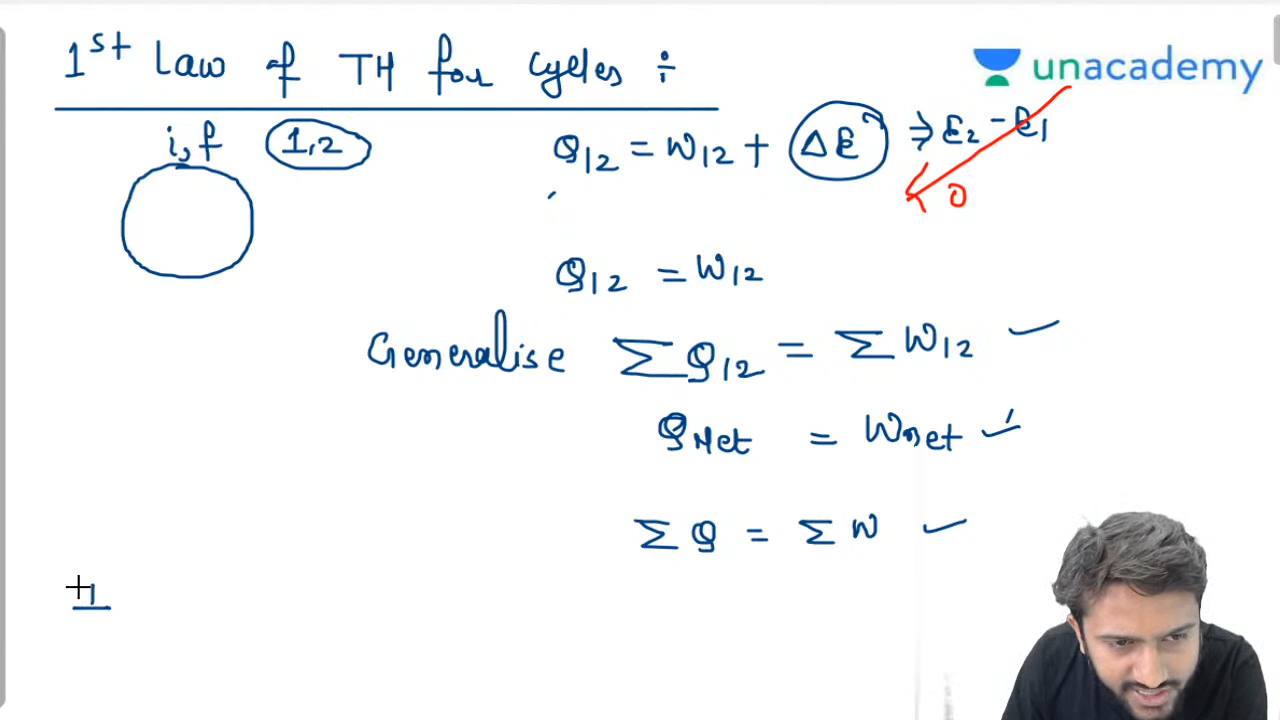 1st Law of TH for cycles ÷
unacademy
i,f 1,2 Q12 = W12 + ΔE ⇒ E2 - E1
0
Q12 = W12
Generalise ΣQ12 = ΣW12
QNet = Wnet
ΣQ = ΣW
1